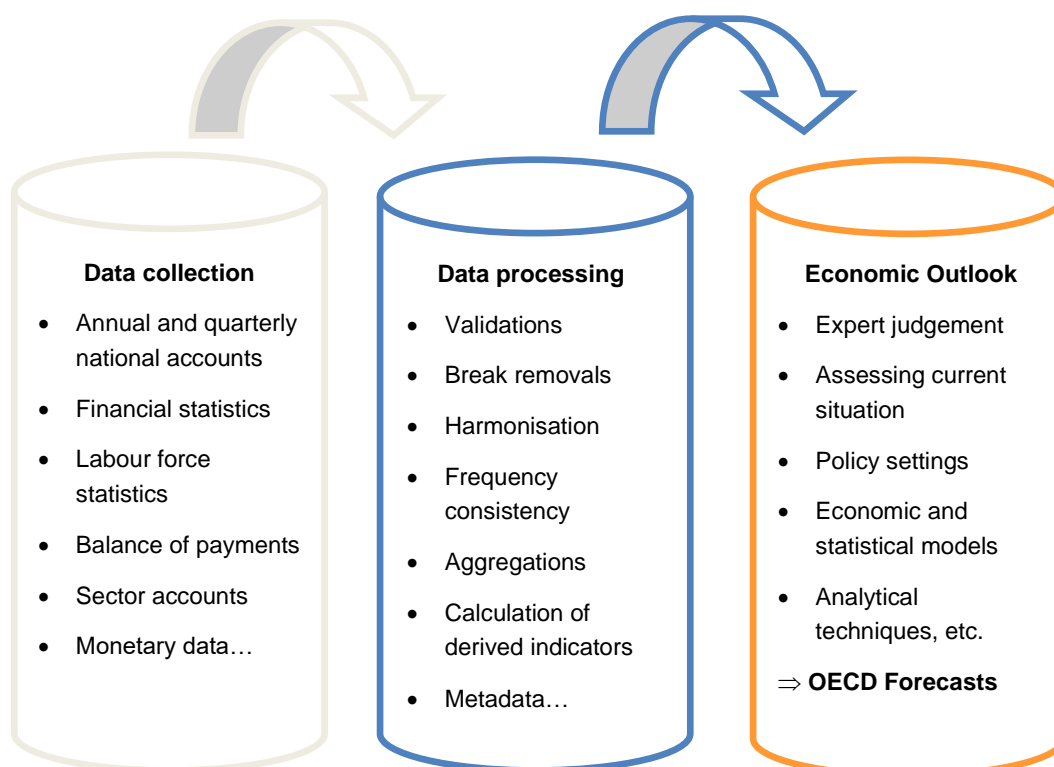 Data collection
• Annual and quarterly
national accounts
• Financial statistics
• Labour force
statistics
• Balance of payments
• Sector accounts
• Monetary data…
Data processing
• Validations
• Break removals
• Harmonisation
• Frequency
consistency
• Aggregations
• Calculation of
derived indicators
• Metadata…
Economic Outlook
• Expert judgement
• Assessing current
situation
• Policy settings
• Economic and
statistical models
• Analytical
techniques, etc.
⇒ OECD Forecasts